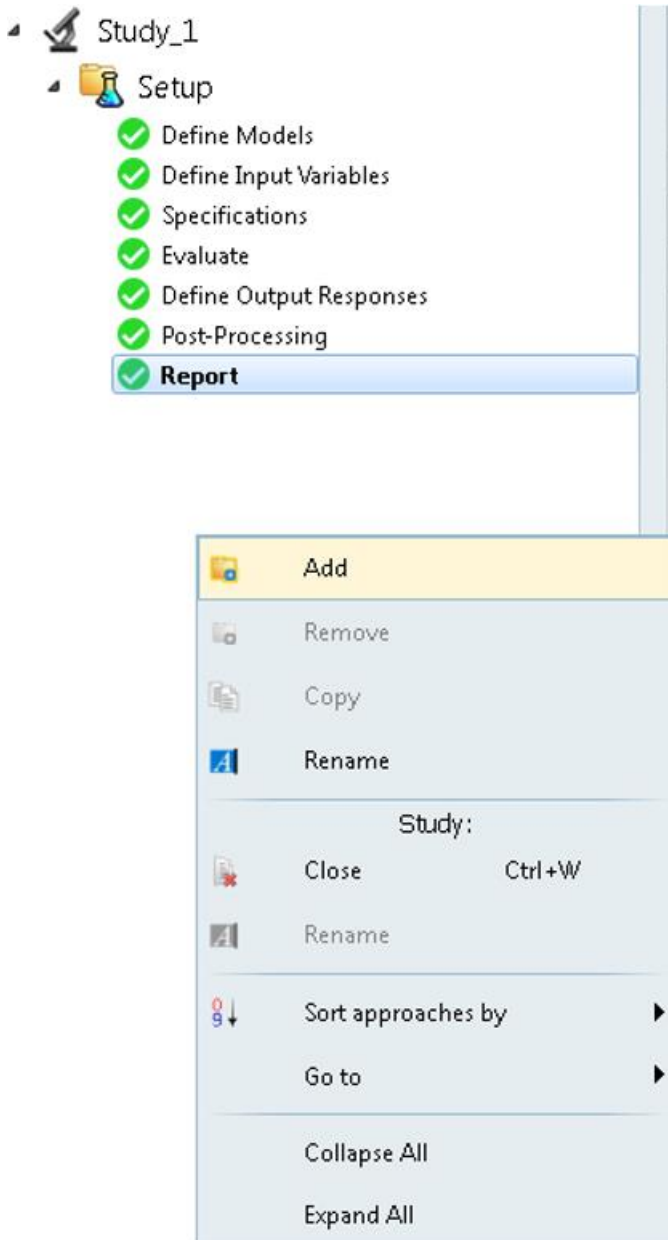 Study_1
Setup
Define Models
Define Input Variables
Specifications
Evaluate
Define Output Responses
Post-Processing
Report
Add
Remove
Copy
Rename
Study:
Close Ctrl+W
Rename
Sort approaches by
Go to
Collapse All
Expand All